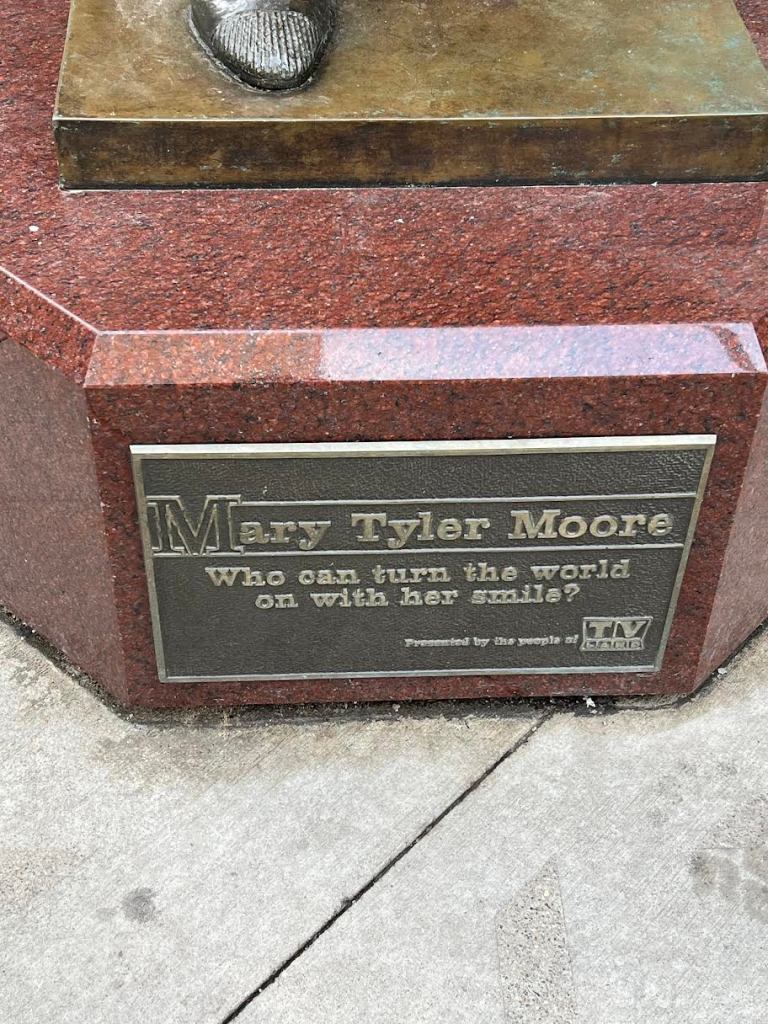 Mary Tyler Moore
Who can turn the world
on with her smile?
Presented by the people of
TV
LAND